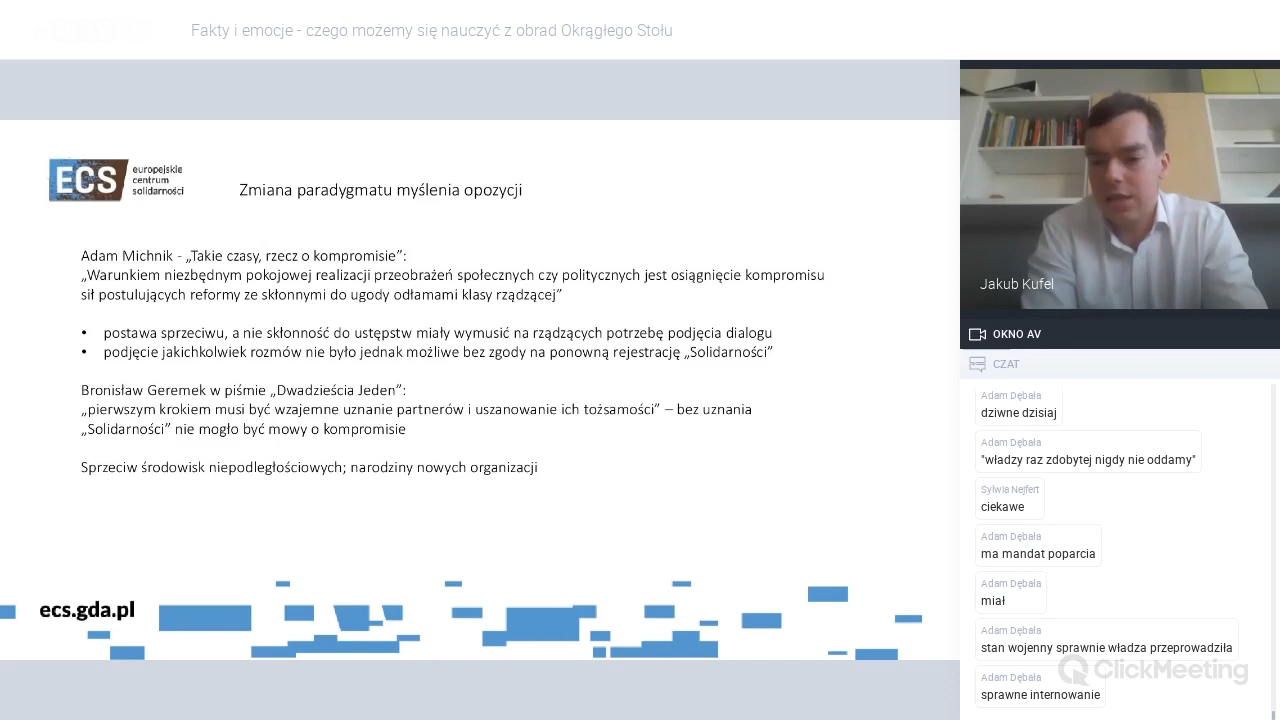 Fakty i emocje - czego możemy się nauczyć z obrad Okrągłego Stołu
ECS
europejskie
centrum
solidarności
Zmiana paradygmatu myślenia opozycji
Adam Michnik - „Takie czasy, rzecz o kompromisie”:
„Warunkiem niezbędnym pokojowej realizacji przeobrażeń społecznych czy politycznych jest osiągnięcie kompromisu
sił postulujących reformy ze skłonnymi do ugody odłamami klasy rządzącej”
• postawa sprzeciwu, a nie skłonność do ustępstw miały wymusić na rządzących potrzebę podjęcia dialogu
• podjęcie jakichkolwiek rozmów nie było jednak możliwe bez zgody na ponowną rejestrację „Solidarności”
Bronisław Geremek w piśmie „Dwadzieścia Jeden”:
„pierwszym krokiem musi być wzajemne uznanie partnerów i uszanowanie ich tożsamości” – bez uznania
„Solidarności” nie mogło być mowy o kompromisie
Sprzeciw środowisk niepodległościowych; narodziny nowych organizacji
ecs.gda.pl
Jakub Kufel
OKNO AV
CZAT
Adam Dębała
dziwne dzisiaj
Adam Dębała
"władzy raz zdobytej nigdy nie oddamy"
Sylwia Nejfert
ciekawe
Adam Dębała
ma mandat poparcia
Adam Dębała
miał
Adam Dębała
stan wojenny sprawnie władza przeprowadziła
Adam Dębała
sprawne internowanie
ClickMeeting